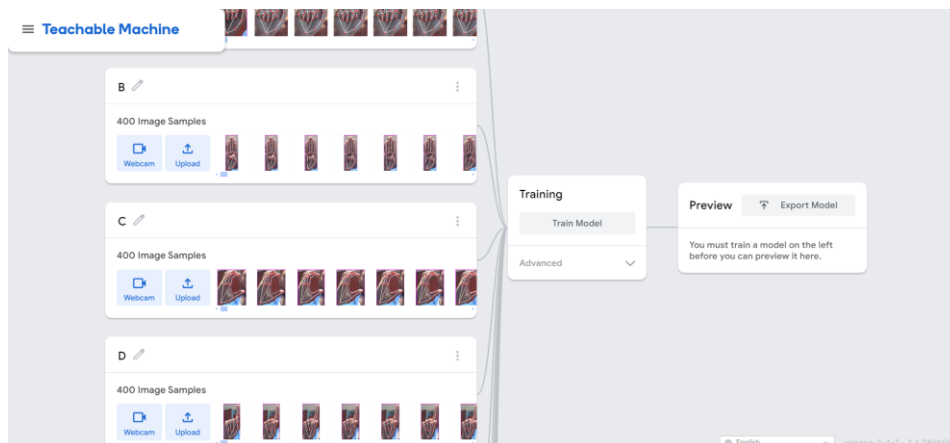 Teachable Machine
B
400 Image Samples
Webcam
Upload
C
400 Image Samples
Webcam
Upload
D
400 Image Samples
Webcam
Upload
Training
Train Model
Advanced
Preview
Export Model
You must train a model on the left
before you can preview it here.
English